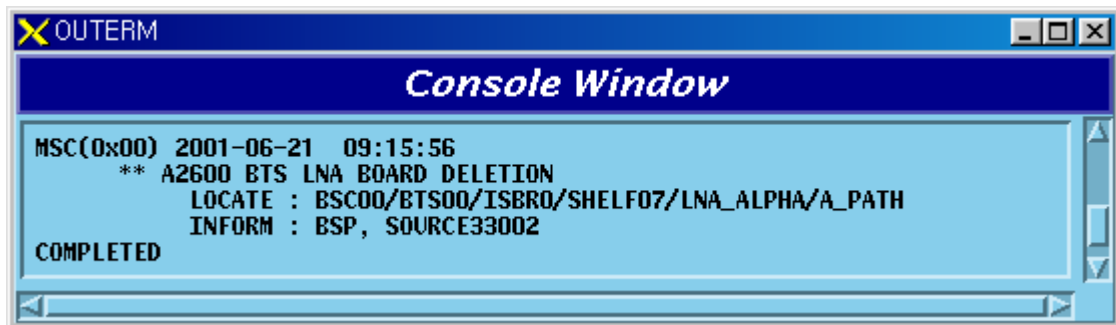 OUTERM
Console Window
MSC(0x00) 2001-06-21 09:15:56
** A2600 BTS LNA BOARD DELETION
LOCATE : BSC00/BTS00/ISBR0/SHELF07/LNA_ALPHA/A_PATH
INFORM : BSP, SOURCE33002
COMPLETED